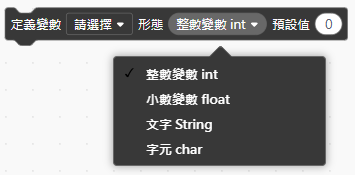 定義變數 請選擇 形態 整數變數 int 預設值 0
整數變數 int
小數變數 float
文字 String
字元 char